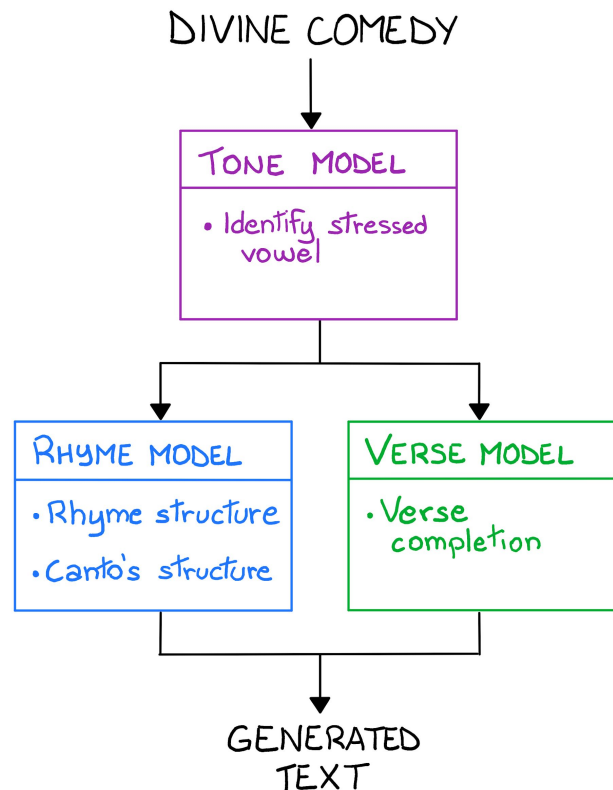 DIVINE COMEDY
TONE MODEL
• Identify stressed
vowel
RHYME MODEL
• Rhyme structure
• Canto's structure
VERSE MODEL
• Verse
completion
GENERATED
TEXT